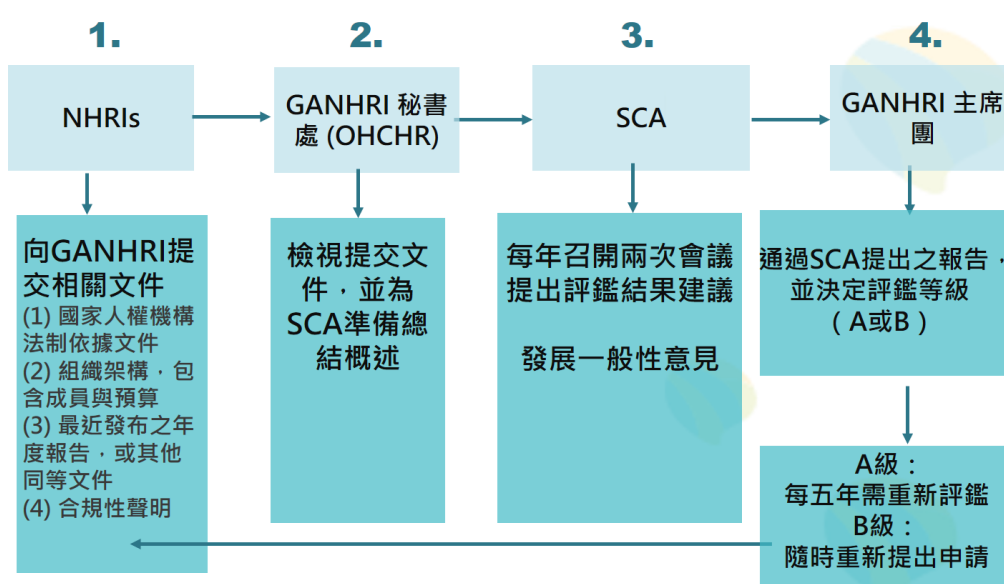 1.
2.
3.
4.
NHRIs
GANHRI 秘書
處 (OHCHR)
SCA
GANHRI 主席
團
向GANHRI提
交相關文件
(1) 國家人權機構
法制依據文件
(2) 組織架構，包
含成員與預算
(3) 最近發布之年
度報告，或其他
同等文件
(4) 合規性聲明
檢視提交文
件，並為
SCA準備總
結概述
每年召開兩次會議
提出評鑑結果建議
發展一般性意見
通過SCA提出之報告，
並決定評鑑等級
（A或B）
A級：
每五年需重新評鑑
B級：
隨時重新提出申請